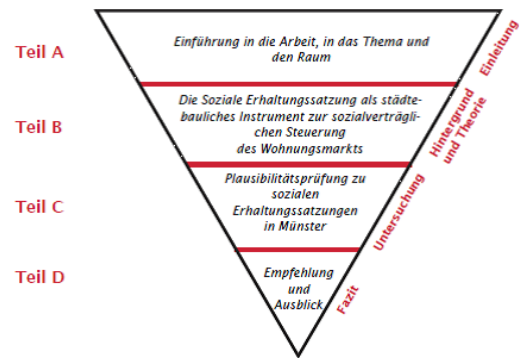 Teil A
Einführung in die Arbeit, in das Thema und
den Raum
Einleitung
Teil B
Die Soziale Erhaltungssatzung als städte-
bauliches Instrument zur sozialverträgli-
chen Steuerung
des Wohnungsmarkts
Hintergrund
und Theorie
Teil C
Plausibilitätsprüfung zu
sozialen
Erhaltungssatzungen
in Münster
Untersuchung
Teil D
Empfehlung
und
Ausblick
Fazit